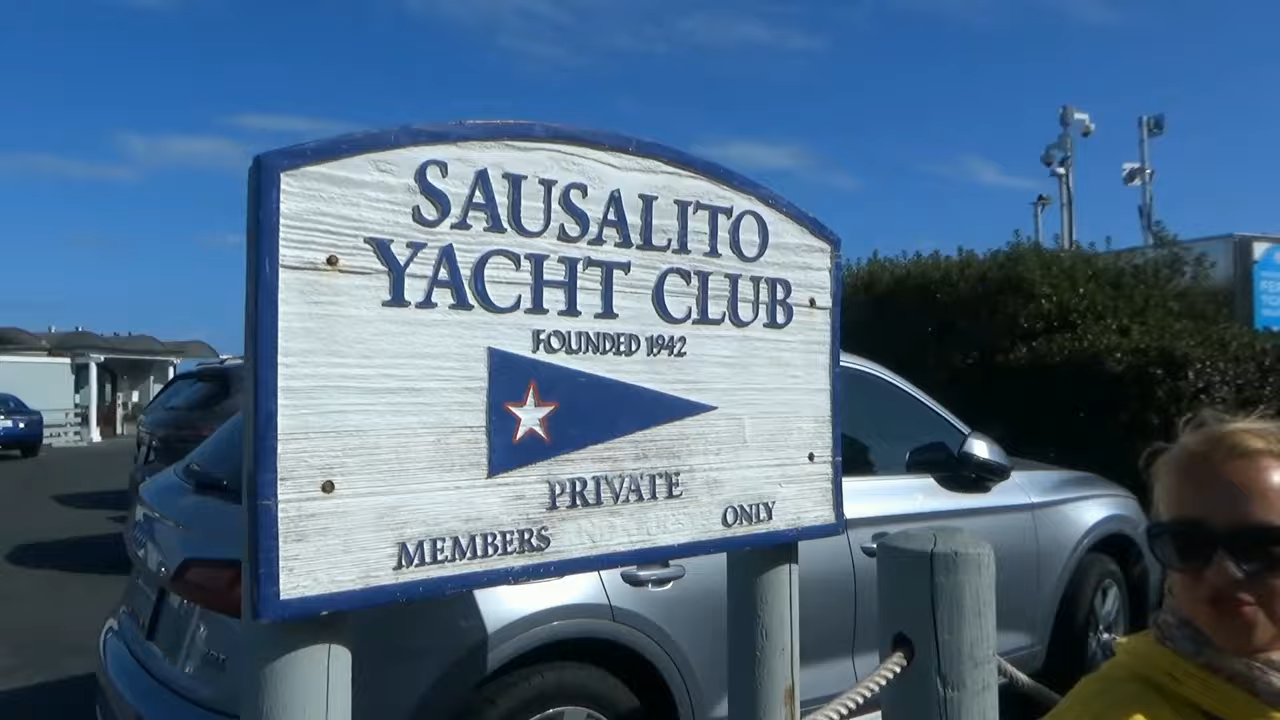 SAUSALITO
YACHT CLUB
FOUNDED 1942
PRIVATE
MEMBERS ONLY